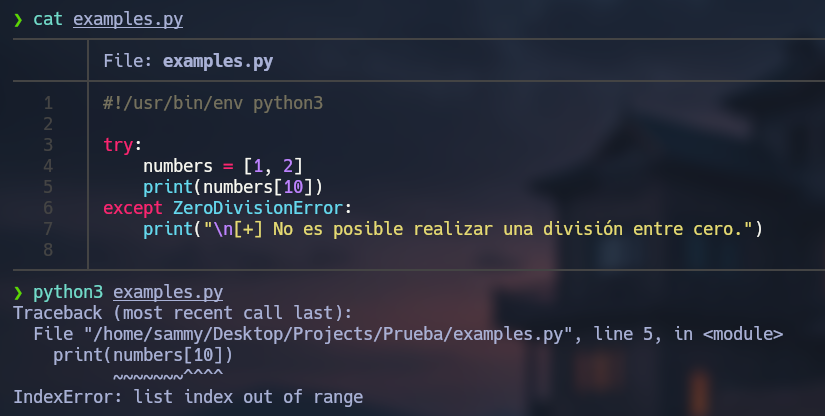 ❯ cat examples.py
File: examples.py
1 #!/usr/bin/env python3
2
3 try:
4     numbers = [1, 2]
5     print(numbers[10])
6 except ZeroDivisionError:
7     print("\n[+] No es posible realizar una división entre cero.")
8
❯ python3 examples.py
Traceback (most recent call last):
  File "/home/sammy/Desktop/Projects/Prueba/examples.py", line 5, in <module>
    print(numbers[10])
          ~~~~~~~^^^^
IndexError: list index out of range